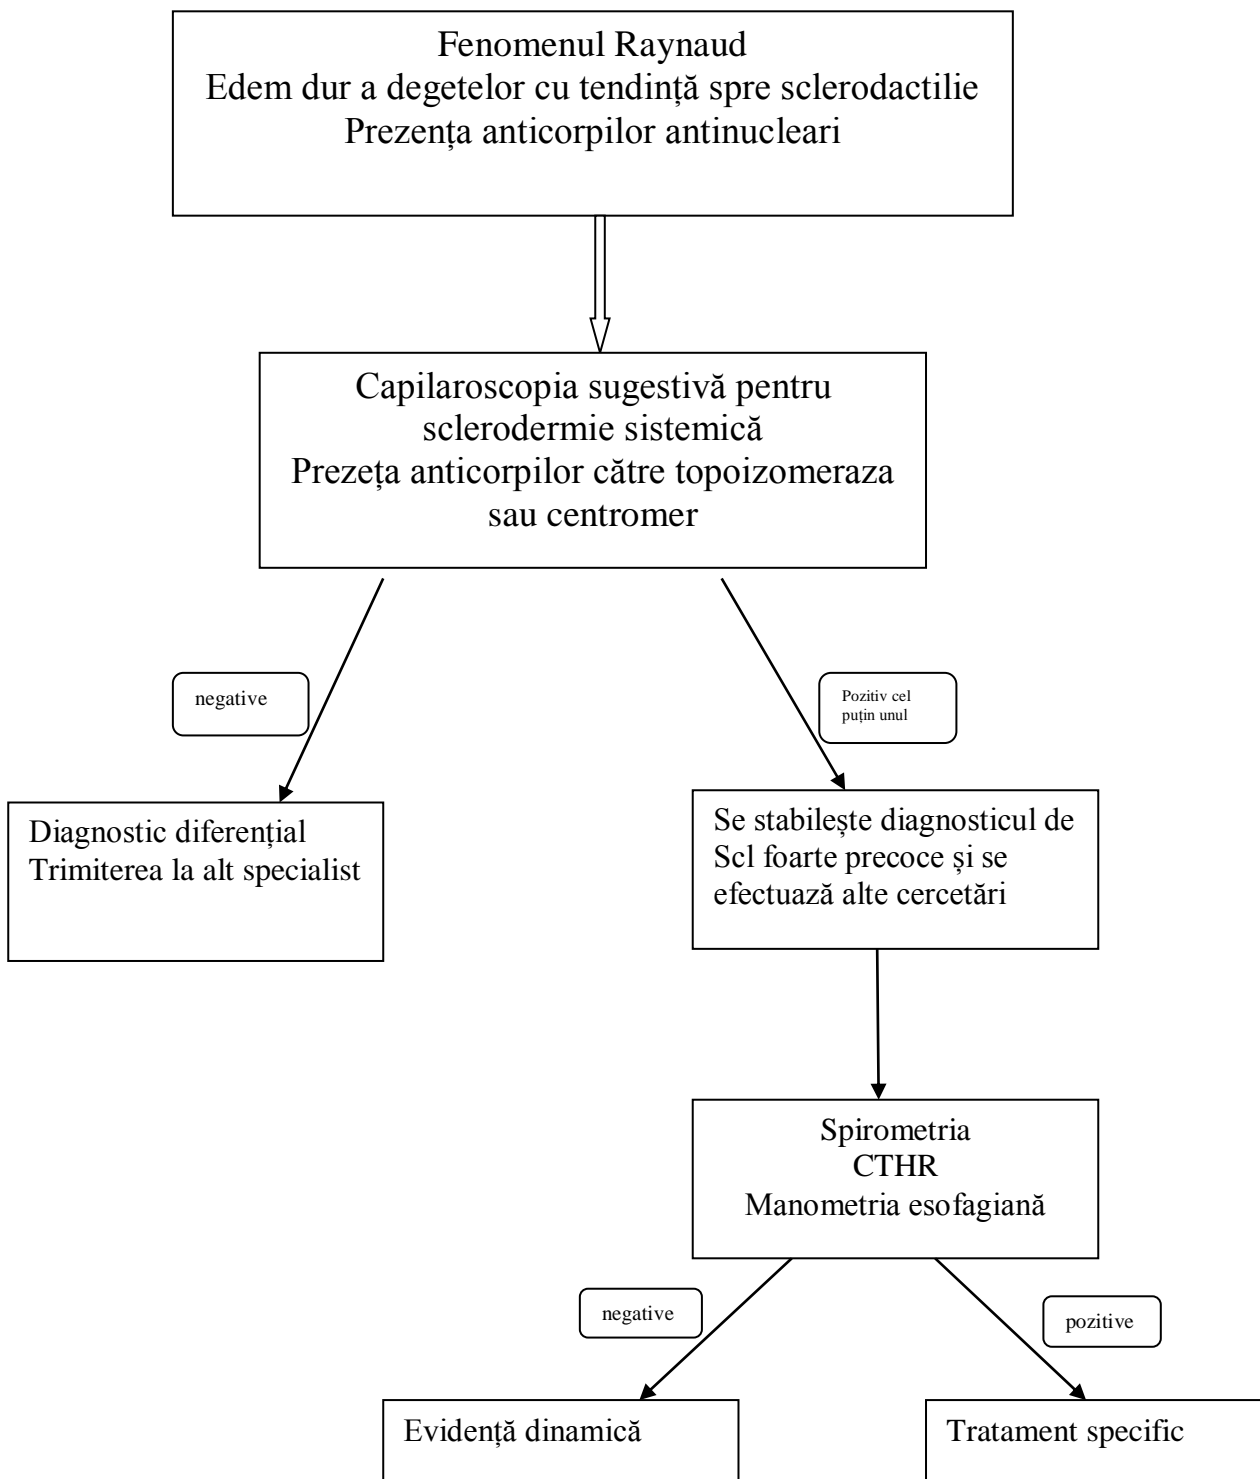 Fenomenul Raynaud
Edem dur a degetelor cu tendință spre sclerodactilie
Prezența anticorpilor antinucleari
Capilaroscopia sugestivă pentru
sclerodermie sistemică
Prezeța anticorpilor către topoizomeraza
sau centromer
negative
Pozitiv cel
puțin unul
Diagnostic diferențial
Trimiterea la alt specialist
Se stabilește diagnosticul de
Scl foarte precoce și se
efectuază alte cercetări
Spirometria
CTHR
Manometria esofagiană
negative
pozitive
Evidență dinamică
Tratament specific